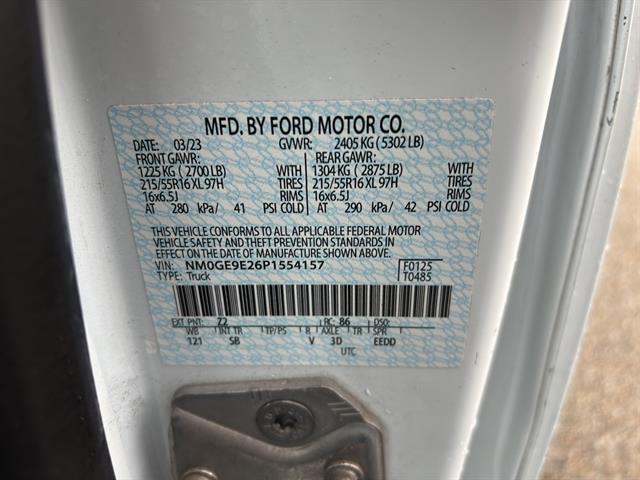 MFD. BY FORD MOTOR CO.
DATE: 03/23 GVWR: 2405 KG (5302 LB)
FRONT GAWR: REAR GAWR:
1225 KG ( 2700 LB) WITH 1304 KG ( 2875 LB) WITH
215/55R16 XL 97H TIRES 215/55R16 XL 97H TIRES
16x6.5J RIMS 16x6.5J RIMS
AT 280 kPa/ 41 PSI COLD AT 290 kPa/ 42 PSI COLD
THIS VEHICLE CONFORMS TO ALL APPLICABLE FEDERAL MOTOR
VEHICLE SAFETY AND THEFT PREVENTION STANDARDS IN
EFFECT ON THE DATE OF MANUFACTURE SHOWN ABOVE.
VIN: NM0GE9E26P1554157 F0125
TYPE: Truck T0485
EXT PNT: Z2 RC: 86 DSO:
WB INT TR TP/PS R AXLE TR SPR
121 SB V 3D EEDD
UTC